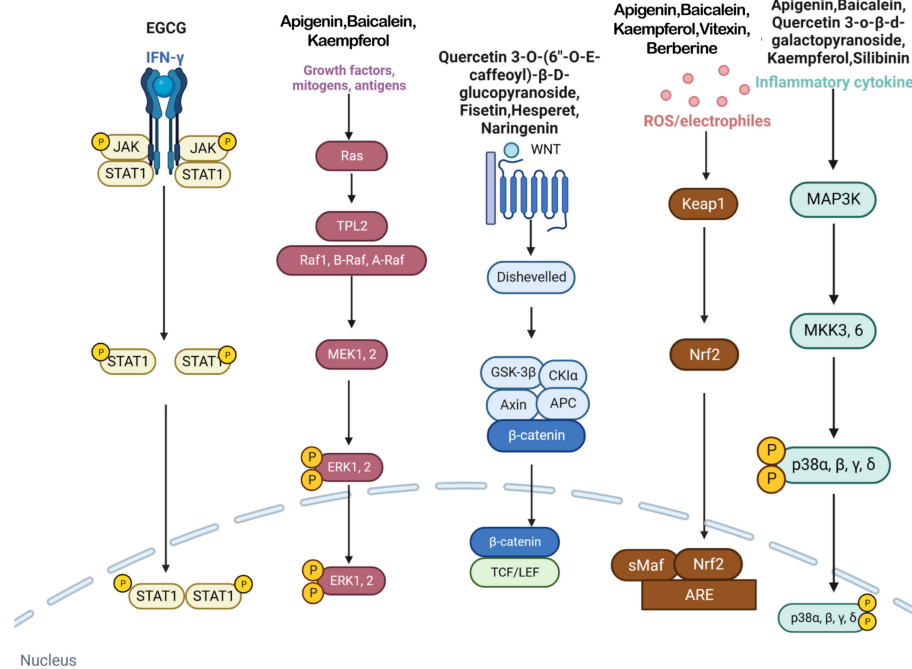 EGCG
IFN-γ
P
P
JAK
JAK
STAT1
STAT1
P
P
STAT1
STAT1
P
P
STAT1
STAT1
Apigenin,Baicalein,
Kaempferol
Growth factors,
mitogens, antigens
Ras
TPL2
Raf1, B-Raf, A-Raf
MEK1, 2
P
P
ERK1, 2
P
P
ERK1, 2
Quercetin 3-O-(6"-O-E-
caffeoyl)-β-D-
glucopyranoside,
Fisetin,Hesperet,
Naringenin
WNT
Dishevelled
GSK-3β
CKIα
Axin
APC
β-catenin
β-catenin
TCF/LEF
Apigenin,Baicalein,
Kaempferol,Vitexin,
Berberine
ROS/electrophiles
Keap1
Nrf2
sMaf
Nrf2
ARE
Apigenin,Baicalein,
Quercetin 3-o-β-d-
galactopyranoside,
Kaempferol,Silibinin
Inflammatory cytokine
MAP3K
MKK3, 6
P
P
p38α, β, γ, δ
P
P
p38α, β, γ, δ
Nucleus